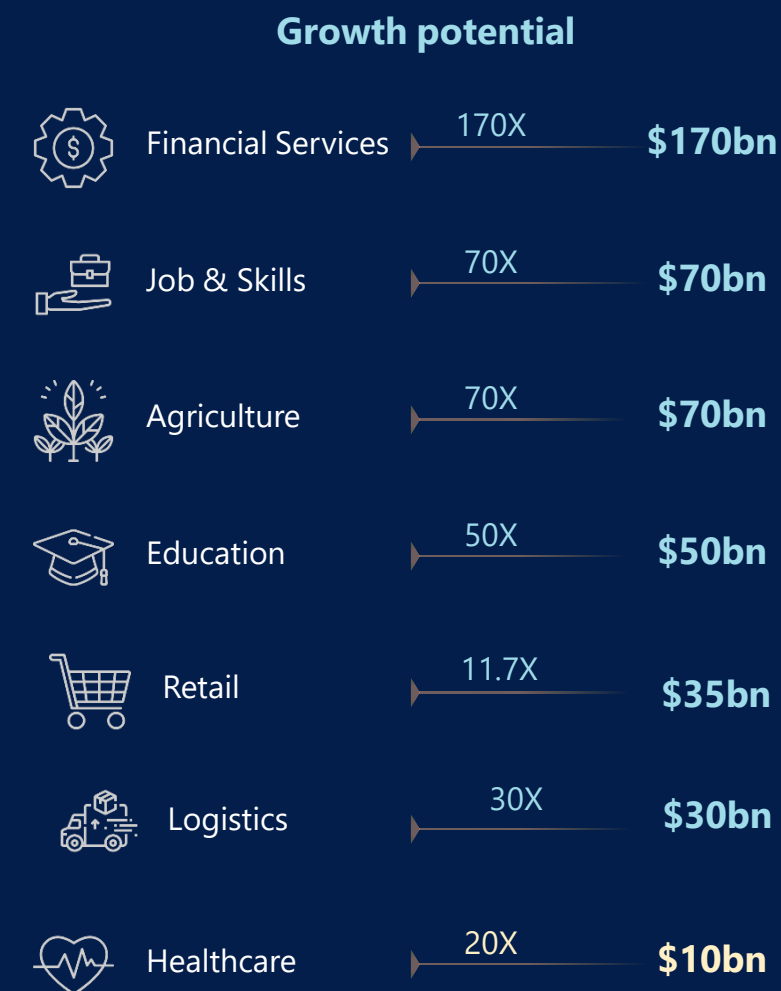 Growth potential
$
Financial Services 170X $170bn
Job & Skills 70X $70bn
Agriculture 70X $70bn
Education 50X $50bn
Retail 11.7X $35bn
Logistics 30X $30bn
Healthcare 20X $10bn